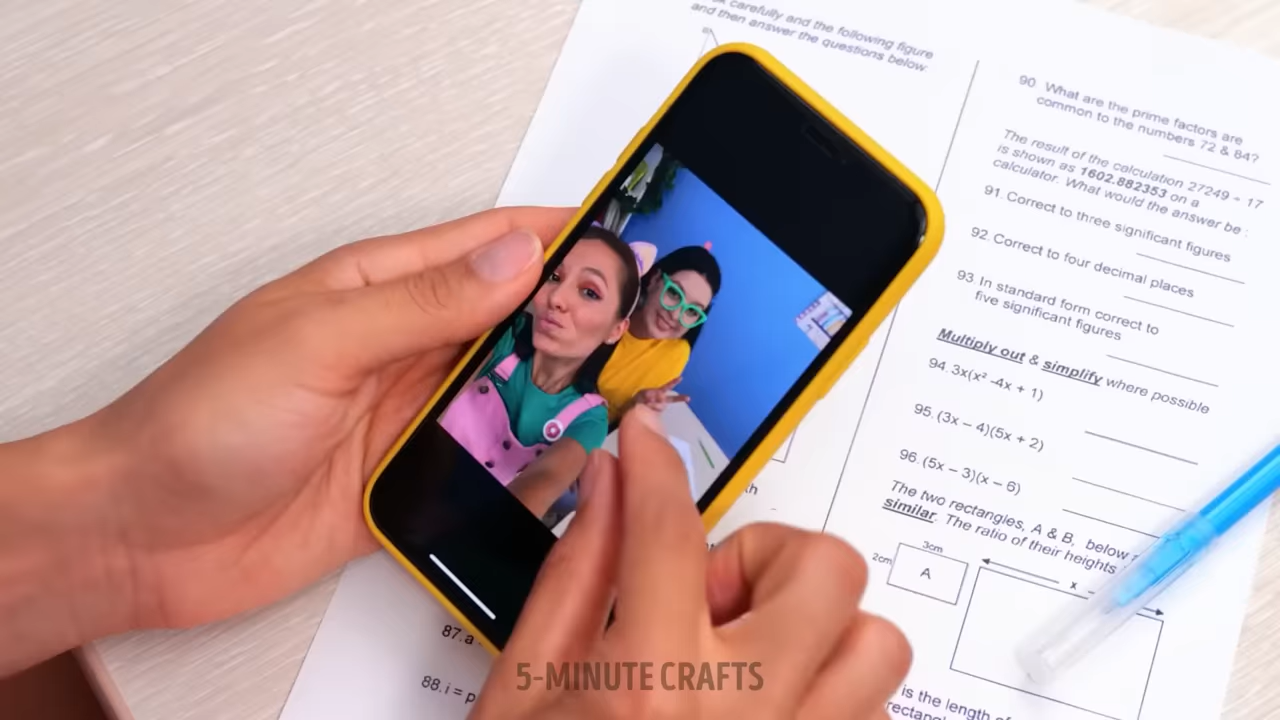 carefully and the following figure
and then answer the questions below
90. What are the prime factors are
common to the numbers 72 & 84?
The result of the calculation 27249 ÷ 17
is shown as 1602.882353 on a
calculator. What would the answer be :
91. Correct to three significant figures
92. Correct to four decimal places
93. In standard form correct to
five significant figures
Multiply out & simplify where possible
94. 3x(x² -4x + 1)
95. (3x – 4)(5x + 2)
96. (5x – 3)(x – 6)
The two rectangles, A & B, below
similar. The ratio of their heights
3cm
2cm
A
x
is the length of
87. a
88. i = p
5-MINUTE CRAFTS